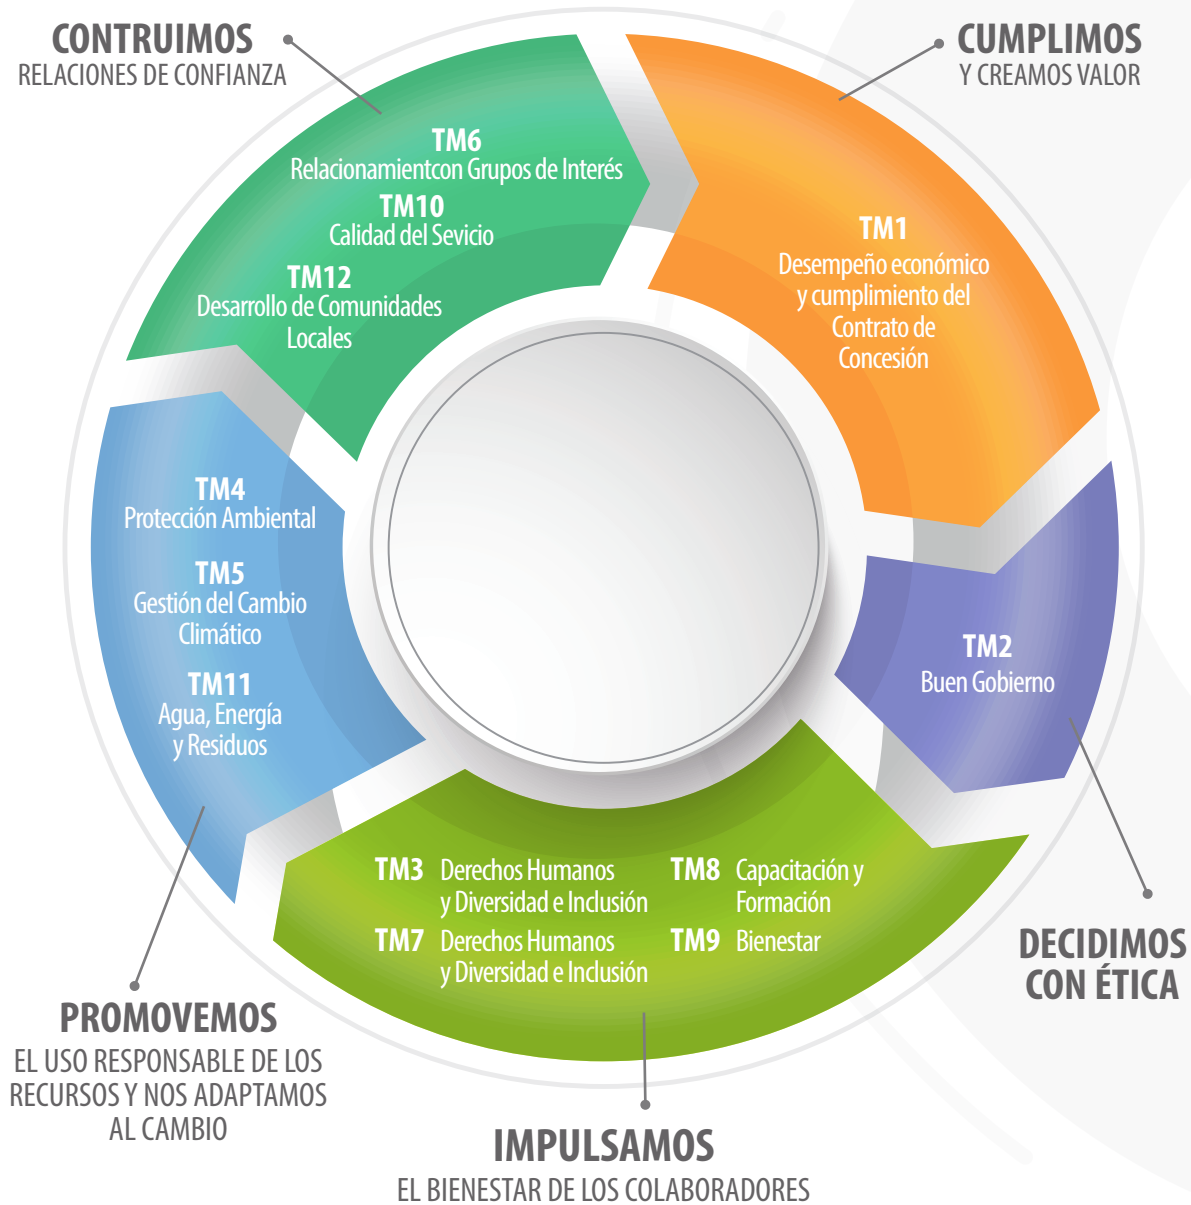 CONTRUIMOS
RELACIONES DE CONFIANZA
CUMPLIMOS
Y CREAMOS VALOR
TM6
Relacionamientcon Grupos de Interés
TM10
Calidad del Sevicio
TM12
Desarrollo de Comunidades
Locales
TM1
Desempeño económico
y cumplimiento del
Contrato de
Concesión
TM4
Protección Ambiental
TM5
Gestión del Cambio
Climático
TM11
Agua, Energía
y Residuos
TM2
Buen Gobierno
TM3 Derechos Humanos
y Diversidad e Inclusión
TM7 Derechos Humanos
y Diversidad e Inclusión
TM8 Capacitación y
Formación
TM9 Bienestar
DECIDIMOS
CON ÉTICA
PROMOVEMOS
EL USO RESPONSABLE DE LOS
RECURSOS Y NOS ADAPTAMOS
AL CAMBIO
IMPULSAMOS
EL BIENESTAR DE LOS COLABORADORES